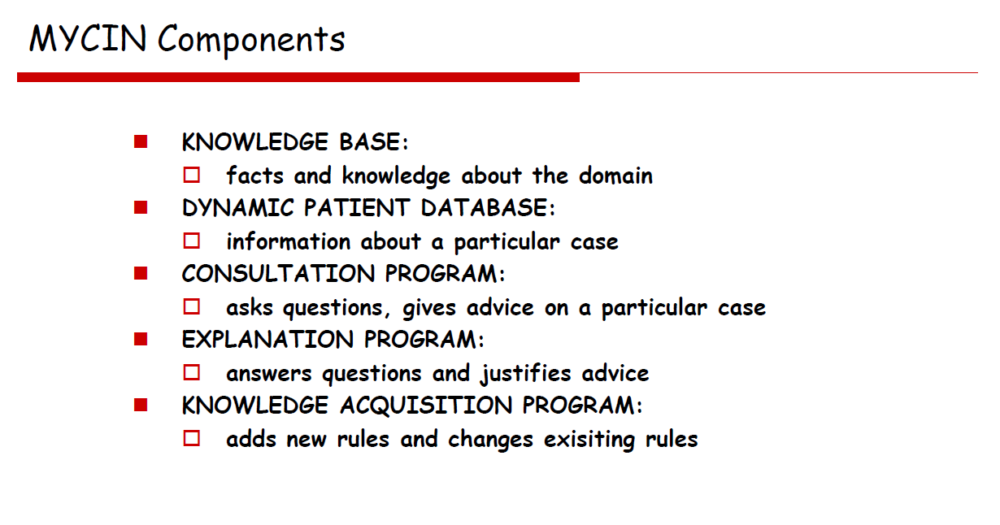 MYCIN Components
KNOWLEDGE BASE:
facts and knowledge about the domain
DYNAMIC PATIENT DATABASE:
information about a particular case
CONSULTATION PROGRAM:
asks questions, gives advice on a particular case
EXPLANATION PROGRAM:
answers questions and justifies advice
KNOWLEDGE ACQUISITION PROGRAM:
adds new rules and changes exisiting rules